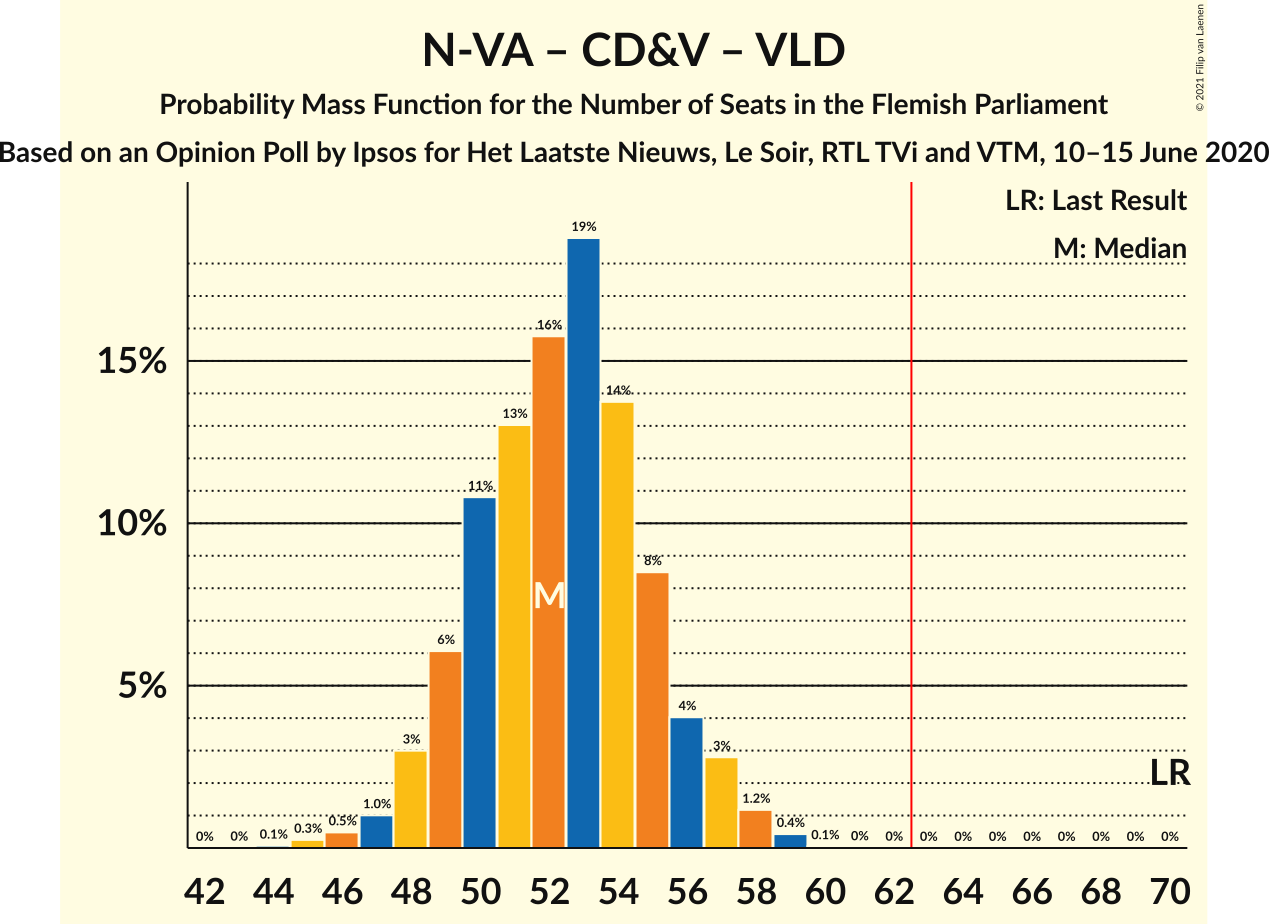 N-VA – CD&V – VLD
Probability Mass Function for the Number of Seats in the Flemish Parliament
Based on an Opinion Poll by Ipsos for Het Laatste Nieuws, Le Soir, RTL TVi and VTM, 10–15 June 2020
© 2021 Filip van Laenen
LR: Last Result
M: Median
15%
10%
5%
0% 0% 0.1% 0.3% 0.5% 1.0% 3% 6% 11% 13% 16% 19% 14% 8% 4% 3% 1.2% 0.4% 0.1% 0% 0% 0% 0% 0% 0% 0% 0% 0% 0%
M
LR
42 44 46 48 50 52 54 56 58 60 62 64 66 68 70